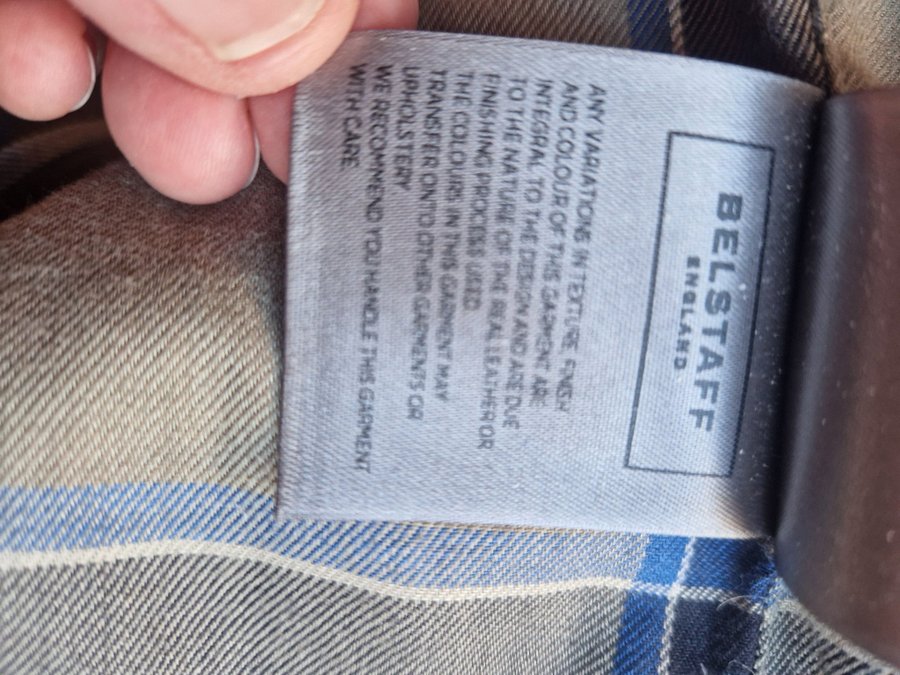 BELSTAFF
ENGLAND
ANY VARIATIONS IN TEXTURE FINISH
AND COLOUR OF THIS GARMENT ARE
INTEGRAL TO THE DESIGN AND ARE DUE
TO THE NATURE OF THE REAL LEATHER OR
FINISHING PROCESS USED
THE COLOURS IN THIS GARMENT MAY
TRANSFER ONTO OTHER GARMENTS OR
UPHOLSTERY
WE RECOMMEND YOU HANDLE THIS GARMENT
WITH CARE